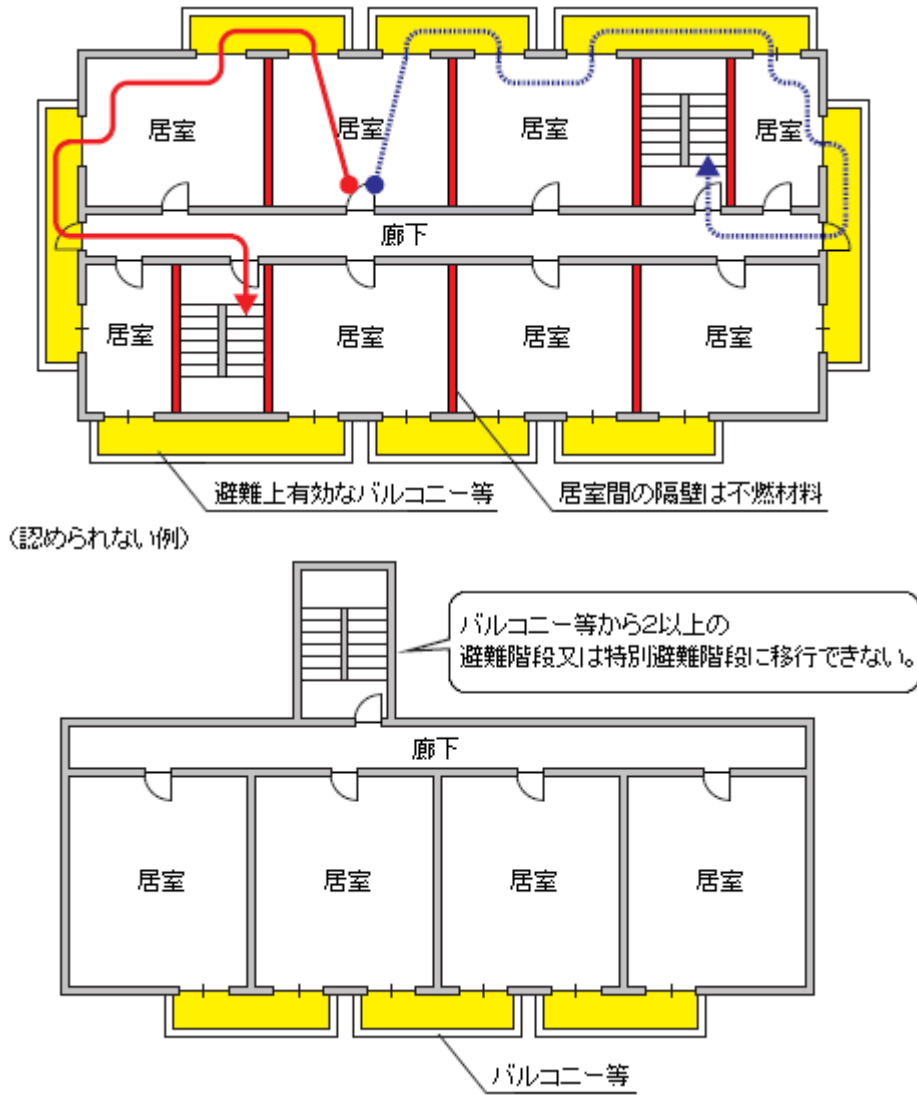 居室
居室
居室
居室
廊下
居室
居室
居室
居室
避難上有効なバルコニー等
居室間の隔壁は不燃材料
(認められない例)
バルコニー等から2以上の
避難階段又は特別避難階段に移行できない。
廊下
居室
居室
居室
居室
バルコニー等